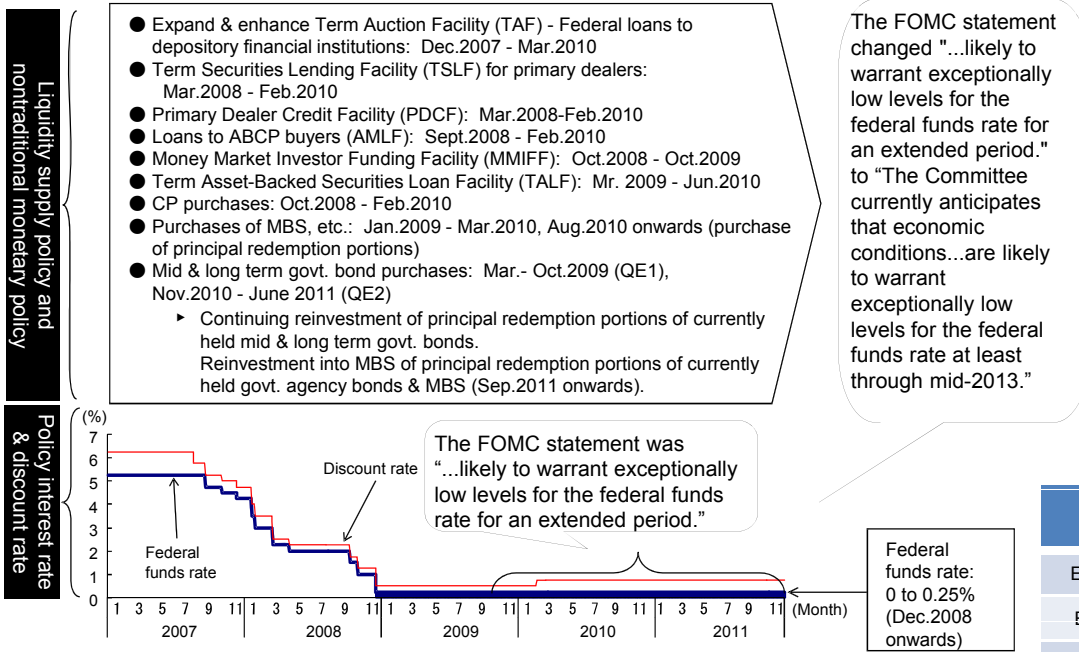 Liquidity supply policy and
nontraditional monetary policy
● Expand & enhance Term Auction Facility (TAF) - Federal loans to
depository financial institutions: Dec.2007 - Mar.2010
● Term Securities Lending Facility (TSLF) for primary dealers:
Mar.2008 - Feb.2010
● Primary Dealer Credit Facility (PDCF): Mar.2008-Feb.2010
● Loans to ABCP buyers (AMLF): Sept.2008 - Feb.2010
● Money Market Investor Funding Facility (MMIFF): Oct.2008 - Oct.2009
● Term Asset-Backed Securities Loan Facility (TALF): Mr. 2009 - Jun.2010
● CP purchases: Oct.2008 - Feb.2010
● Purchases of MBS, etc.: Jan.2009 - Mar.2010, Aug.2010 onwards (purchase
of principal redemption portions)
● Mid & long term govt. bond purchases: Mar.- Oct.2009 (QE1),
Nov.2010 - June 2011 (QE2)
► Continuing reinvestment of principal redemption portions of currently
held mid & long term govt. bonds.
Reinvestment into MBS of principal redemption portions of currently
held govt. agency bonds & MBS (Sep.2011 onwards).
The FOMC statement
changed "...likely to
warrant exceptionally
low levels for the
federal funds rate for
an extended period."
to “The Committee
currently anticipates
that economic
conditions...are likely
to warrant
exceptionally low
levels for the federal
funds rate at least
through mid-2013.”
Policy interest rate
& discount rate
(%)
7
6
5
4
3
2
1
0
Discount rate
Federal
funds rate
The FOMC statement was
“...likely to warrant exceptionally
low levels for the federal funds
rate for an extended period.”
Federal
funds rate:
0 to 0.25%
(Dec.2008
onwards)
1 3 5 7 9 11 1 3 5 7 9 11 1 3 5 7 9 11 1 3 5 7 9 11 1 3 5 7 9 11 (Month)
2007 2008 2009 2010 2011